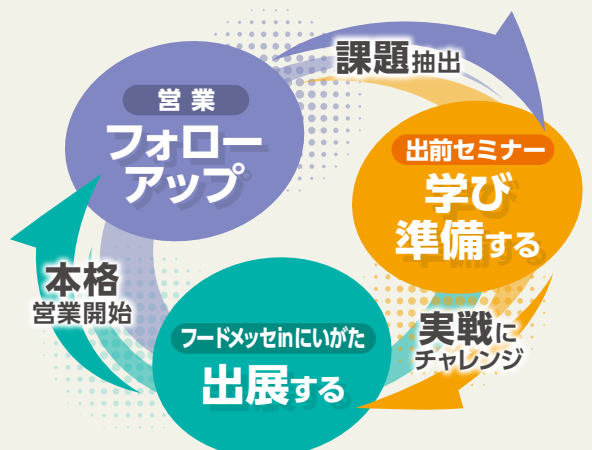 課題抽出
営業
フォロー
アップ
出前セミナー
学び
準備する
実戦に
チャレンジ
フードメッセinにいがた
出展する
本格
営業開始